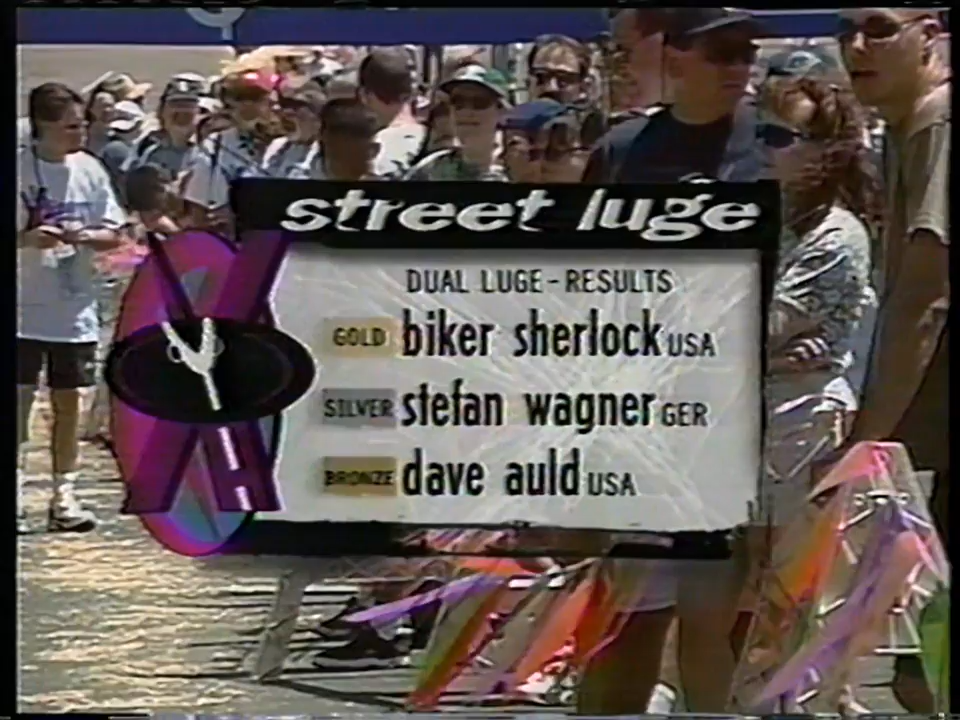 street luge
DUAL LUGE - RESULTS
GOLD biker sherlock USA
SILVER stefan wagner GER
BRONZE dave auld USA